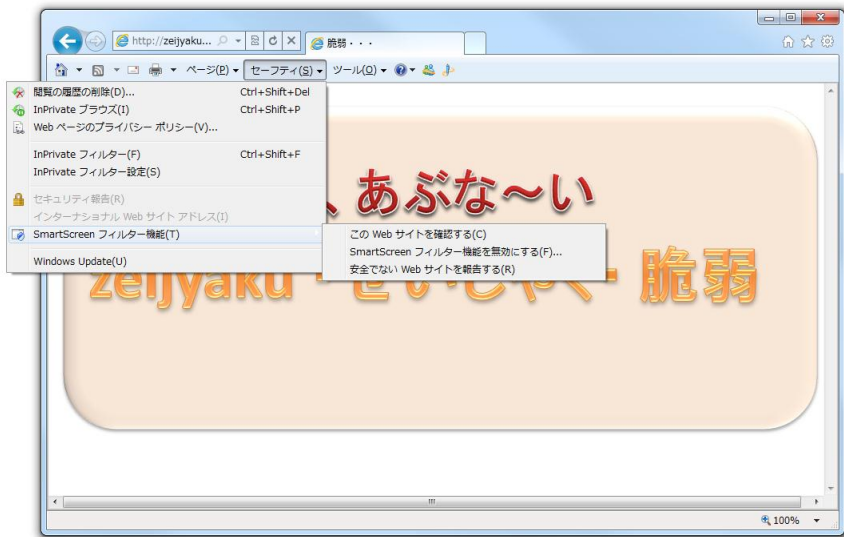 http://zeijyaku...
脆弱・・・
ページ(P)
セーフティ(S)
ツール(O)
閲覧の履歴の削除(D)... Ctrl+Shift+Del
InPrivate ブラウズ(I) Ctrl+Shift+P
Web ページのプライバシー ポリシー(V)...
InPrivate フィルター(F) Ctrl+Shift+F
InPrivate フィルター設定(S)
セキュリティ報告(R)
インターナショナル Web サイト アドレス(I)
SmartScreen フィルター機能(T)
Windows Update(U)
この Web サイトを確認する(C)
SmartScreen フィルター機能を無効にする(F)...
安全でない Web サイトを報告する(R)
、あぶな～い
zeijyaku -ぜいじゃく- 脆弱
100%